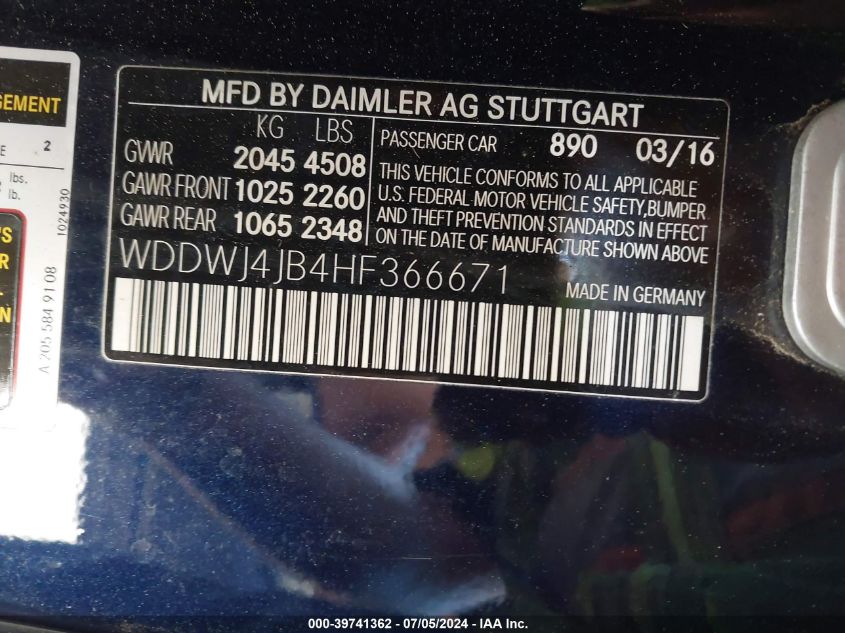 GEMENT
2
lbs.
lb.
1024930
A 205 584 91 08
MFD BY DAIMLER AG STUTTGART
KG LBS
GVWR 2045 4508
GAWR FRONT 1025 2260
GAWR REAR 1065 2348
PASSENGER CAR 890 03/16
THIS VEHICLE CONFORMS TO ALL APPLICABLE
U.S. FEDERAL MOTOR VEHICLE SAFETY,BUMPER
AND THEFT PREVENTION STANDARDS IN EFFECT
ON THE DATE OF MANUFACTURE SHOWN ABOVE
WDDWJ4JB4HF366671
MADE IN GERMANY
000-39741362 - 07/05/2024 - IAAI Inc.